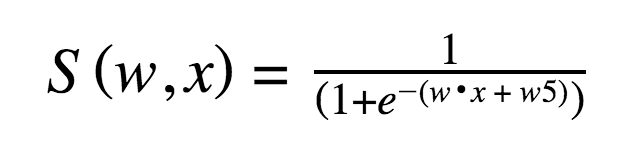 S (w,x) = 1 / (1+e^−(w•x + w5))